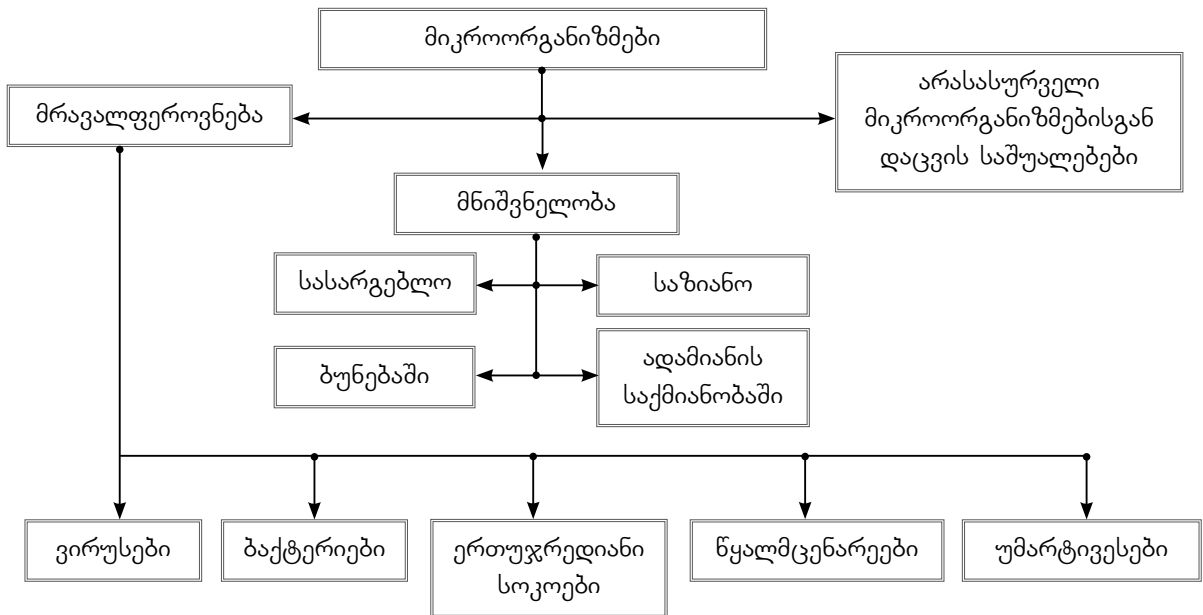 მიკროორგანიზმები
მრავალფეროვნება
არასასურველი
მიკროორგანიზმებისგან
დაცვის საშუალებები
მნიშვნელობა
სასარგებლო
საზიანო
ბუნებაში
ადამიანის
საქმიანობაში
ვირუსები
ბაქტერიები
ერთუჯრედიანი
სოკოები
წყალმცენარეები
უმარტივესები